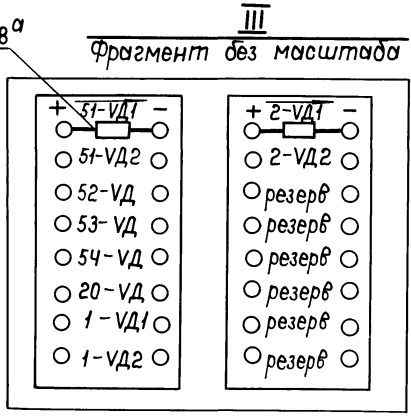 III
8а
фрагмент без масштаба
+ 51-VД1 - + 2-VД1 -
51-VД2 2-VД2
52-VД резерв
53-VД резерв
54-VД резерв
20-VД резерв
1-VД1 резерв
1-VД2 резерв